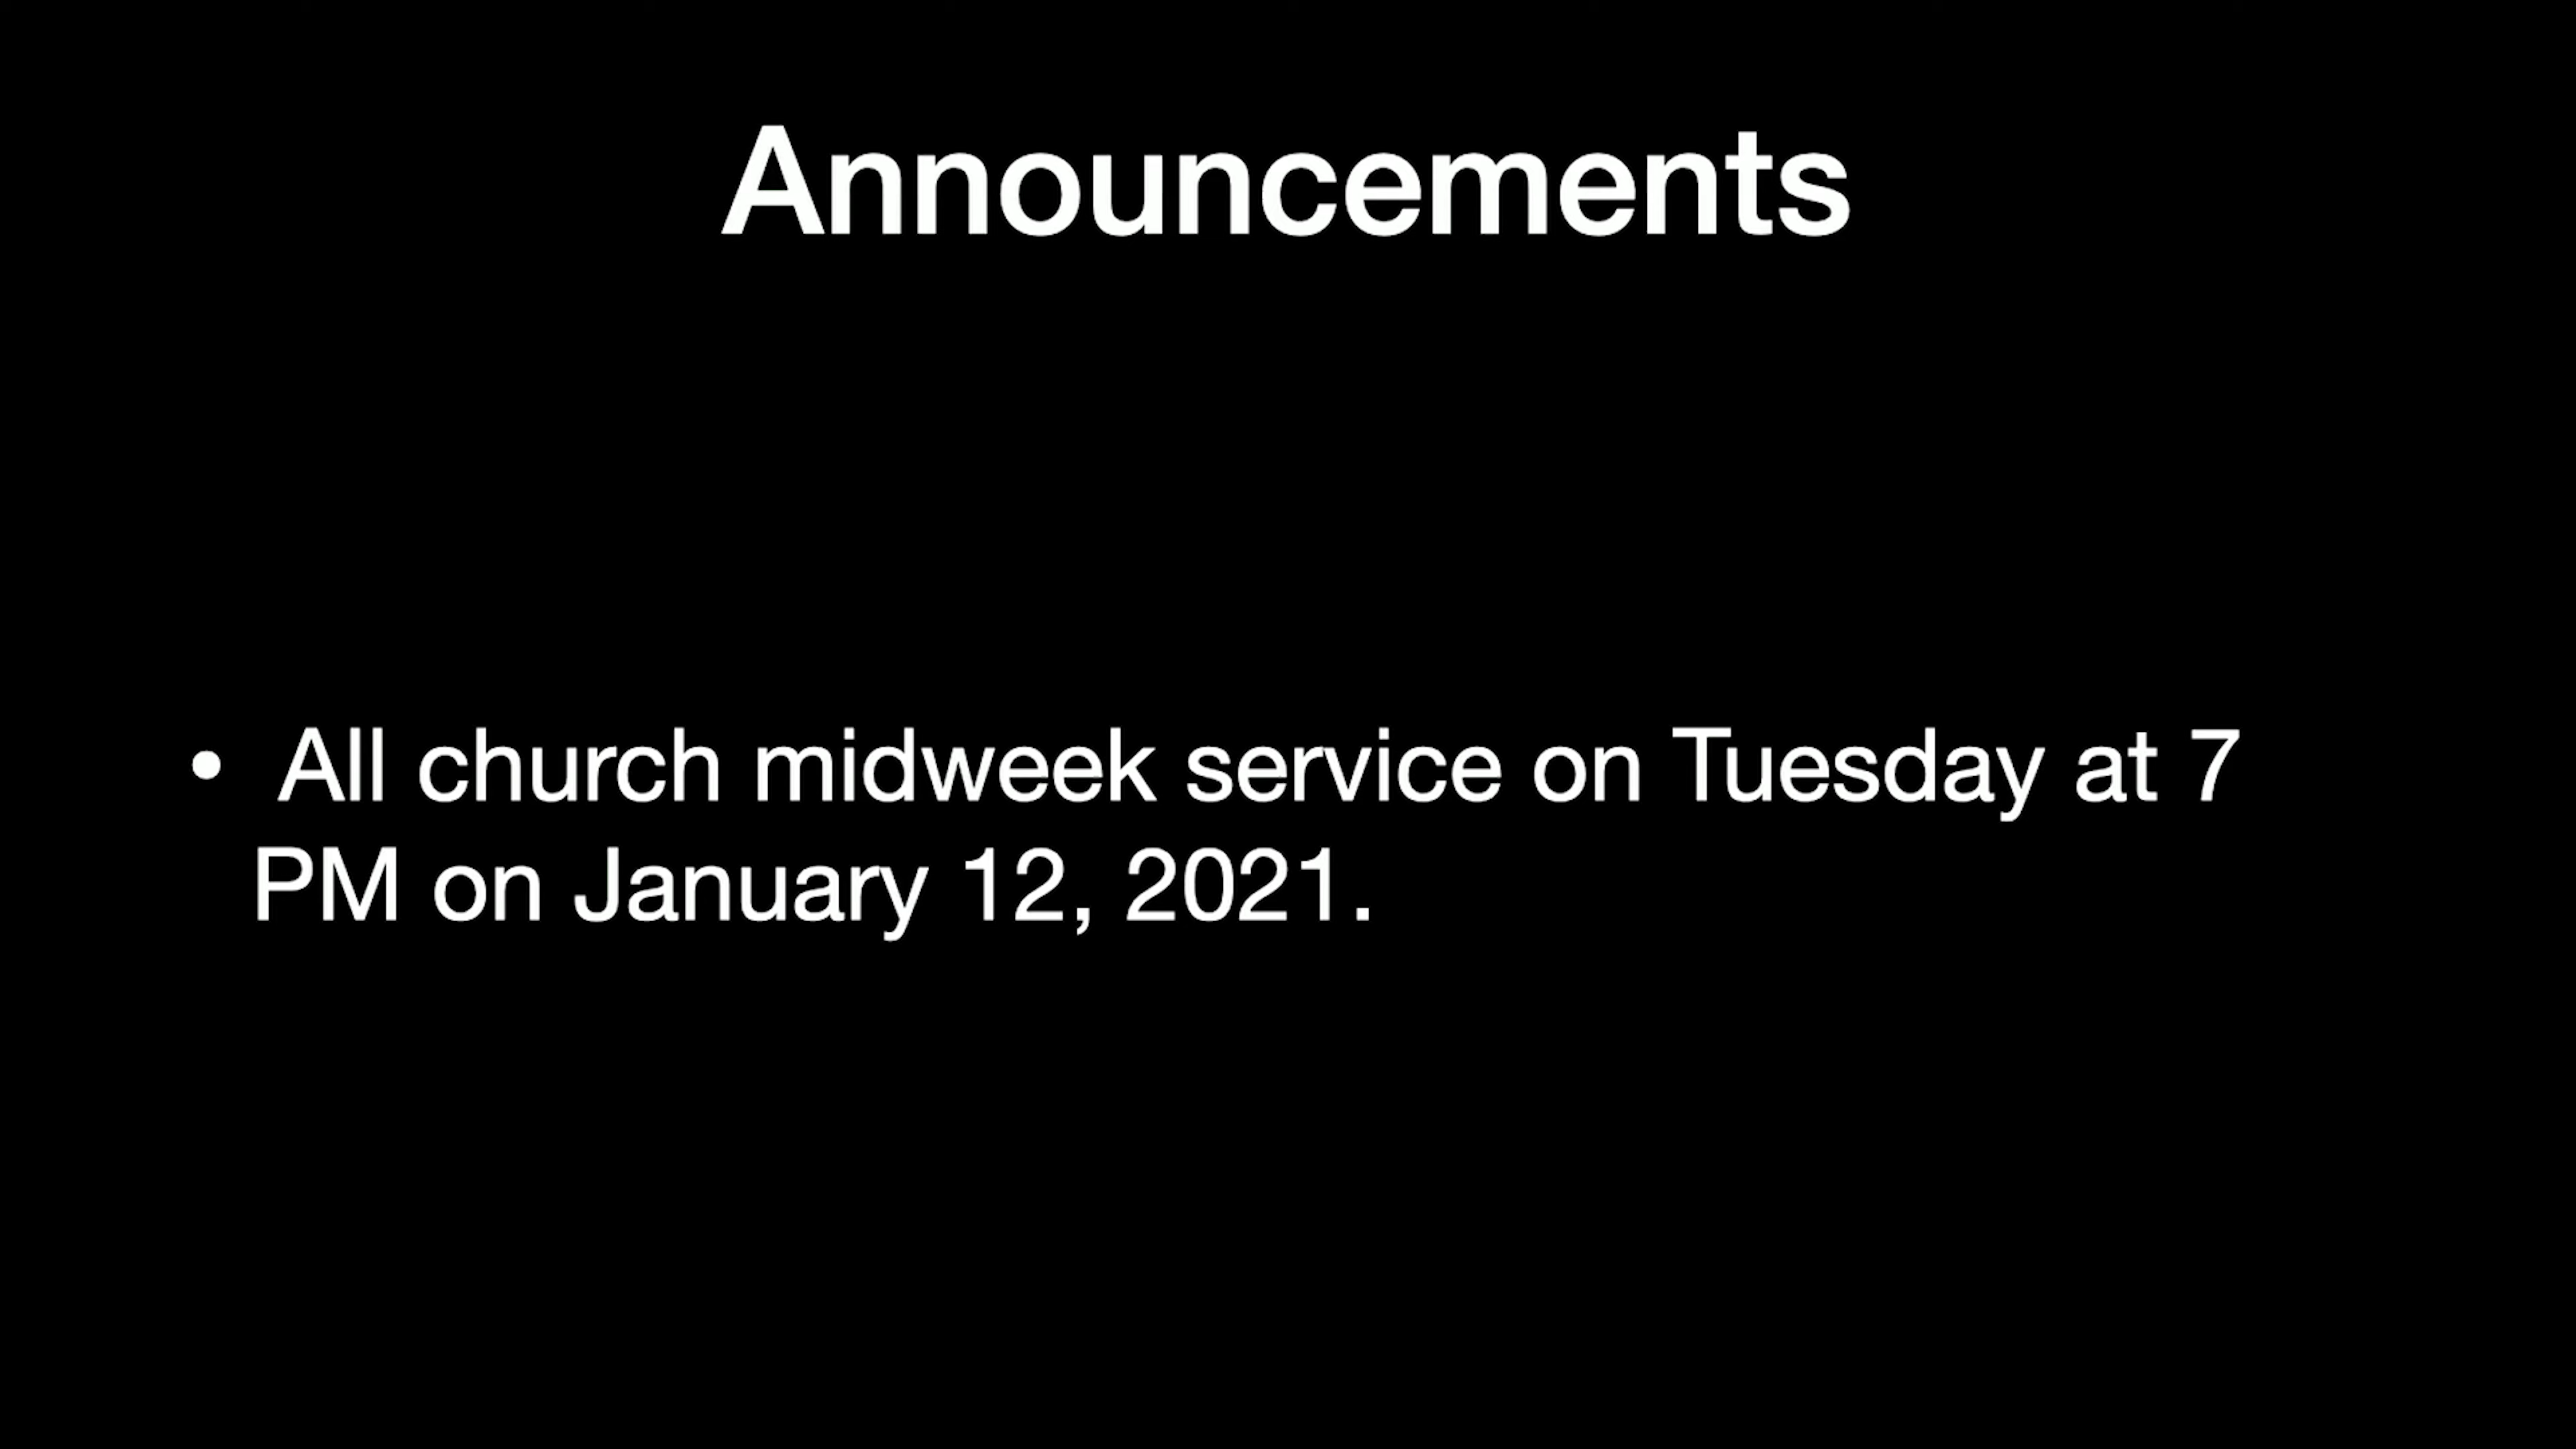 Announcements
• All church midweek service on Tuesday at 7
PM on January 12, 2021.